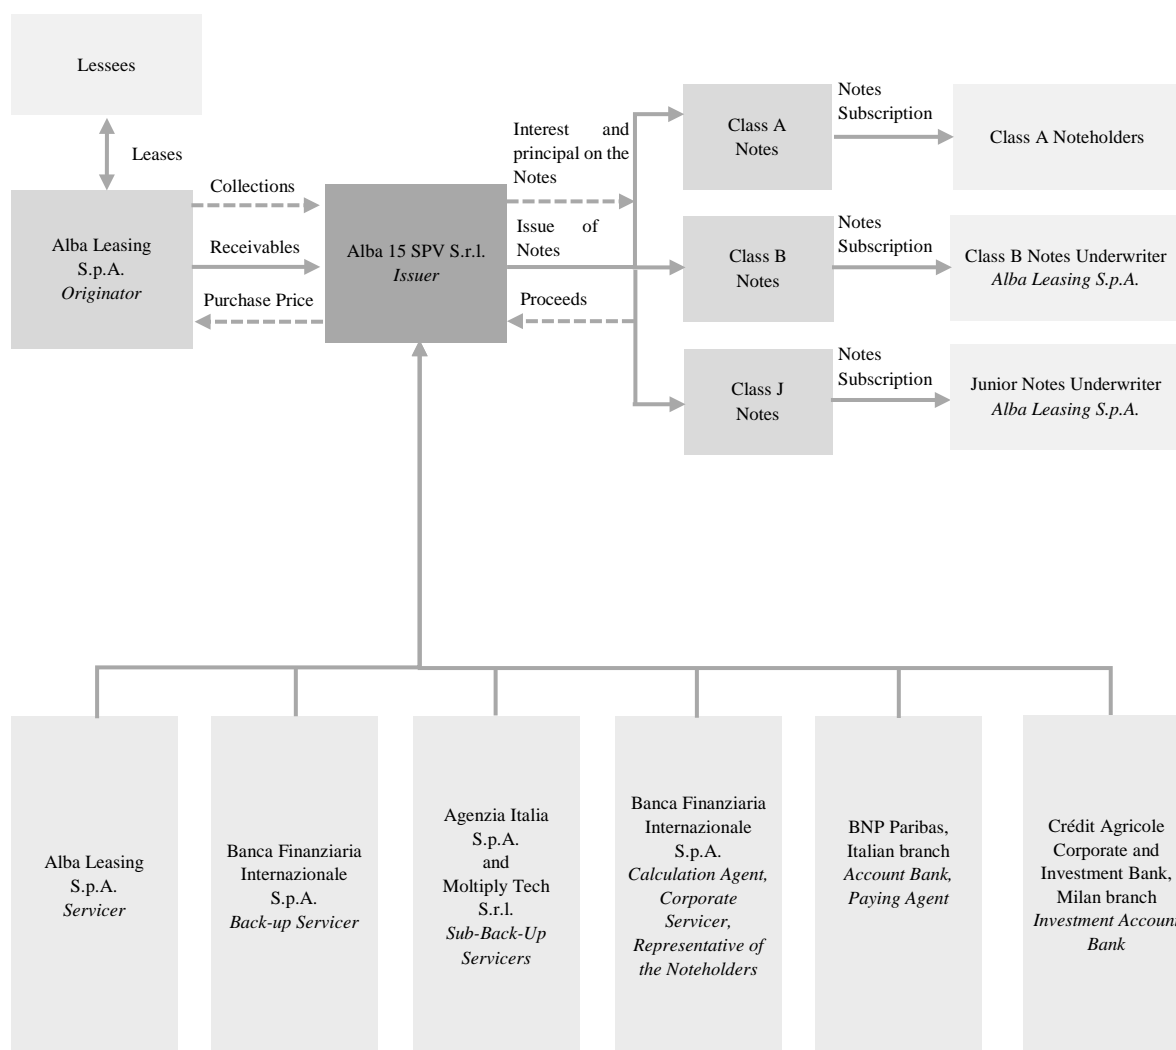 Lessees
Leases
Alba Leasing
S.p.A.
Originator
Collections
Receivables
Purchase Price
Alba 15 SPV S.r.l.
Issuer
Interest and
principal on the
Notes
Issue of
Notes
Proceeds
Class A
Notes
Notes
Subscription
Class A Noteholders
Class B
Notes
Notes
Subscription
Class B Notes Underwriter
Alba Leasing S.p.A.
Class J
Notes
Notes
Subscription
Junior Notes Underwriter
Alba Leasing S.p.A.
Alba Leasing
S.p.A.
Servicer
Banca Finanziaria
Internazionale
S.p.A.
Back-up Servicer
Agenzia Italia
S.p.A.
and
Moltiply Tech
S.r.l.
Sub-Back-Up
Servicers
Banca Finanziaria
Internazionale
S.p.A.
Calculation Agent,
Corporate
Servicer,
Representative of
the Noteholders
BNP Paribas,
Italian branch
Account Bank,
Paying Agent
Crédit Agricole
Corporate and
Investment Bank,
Milan branch
Investment Account
Bank